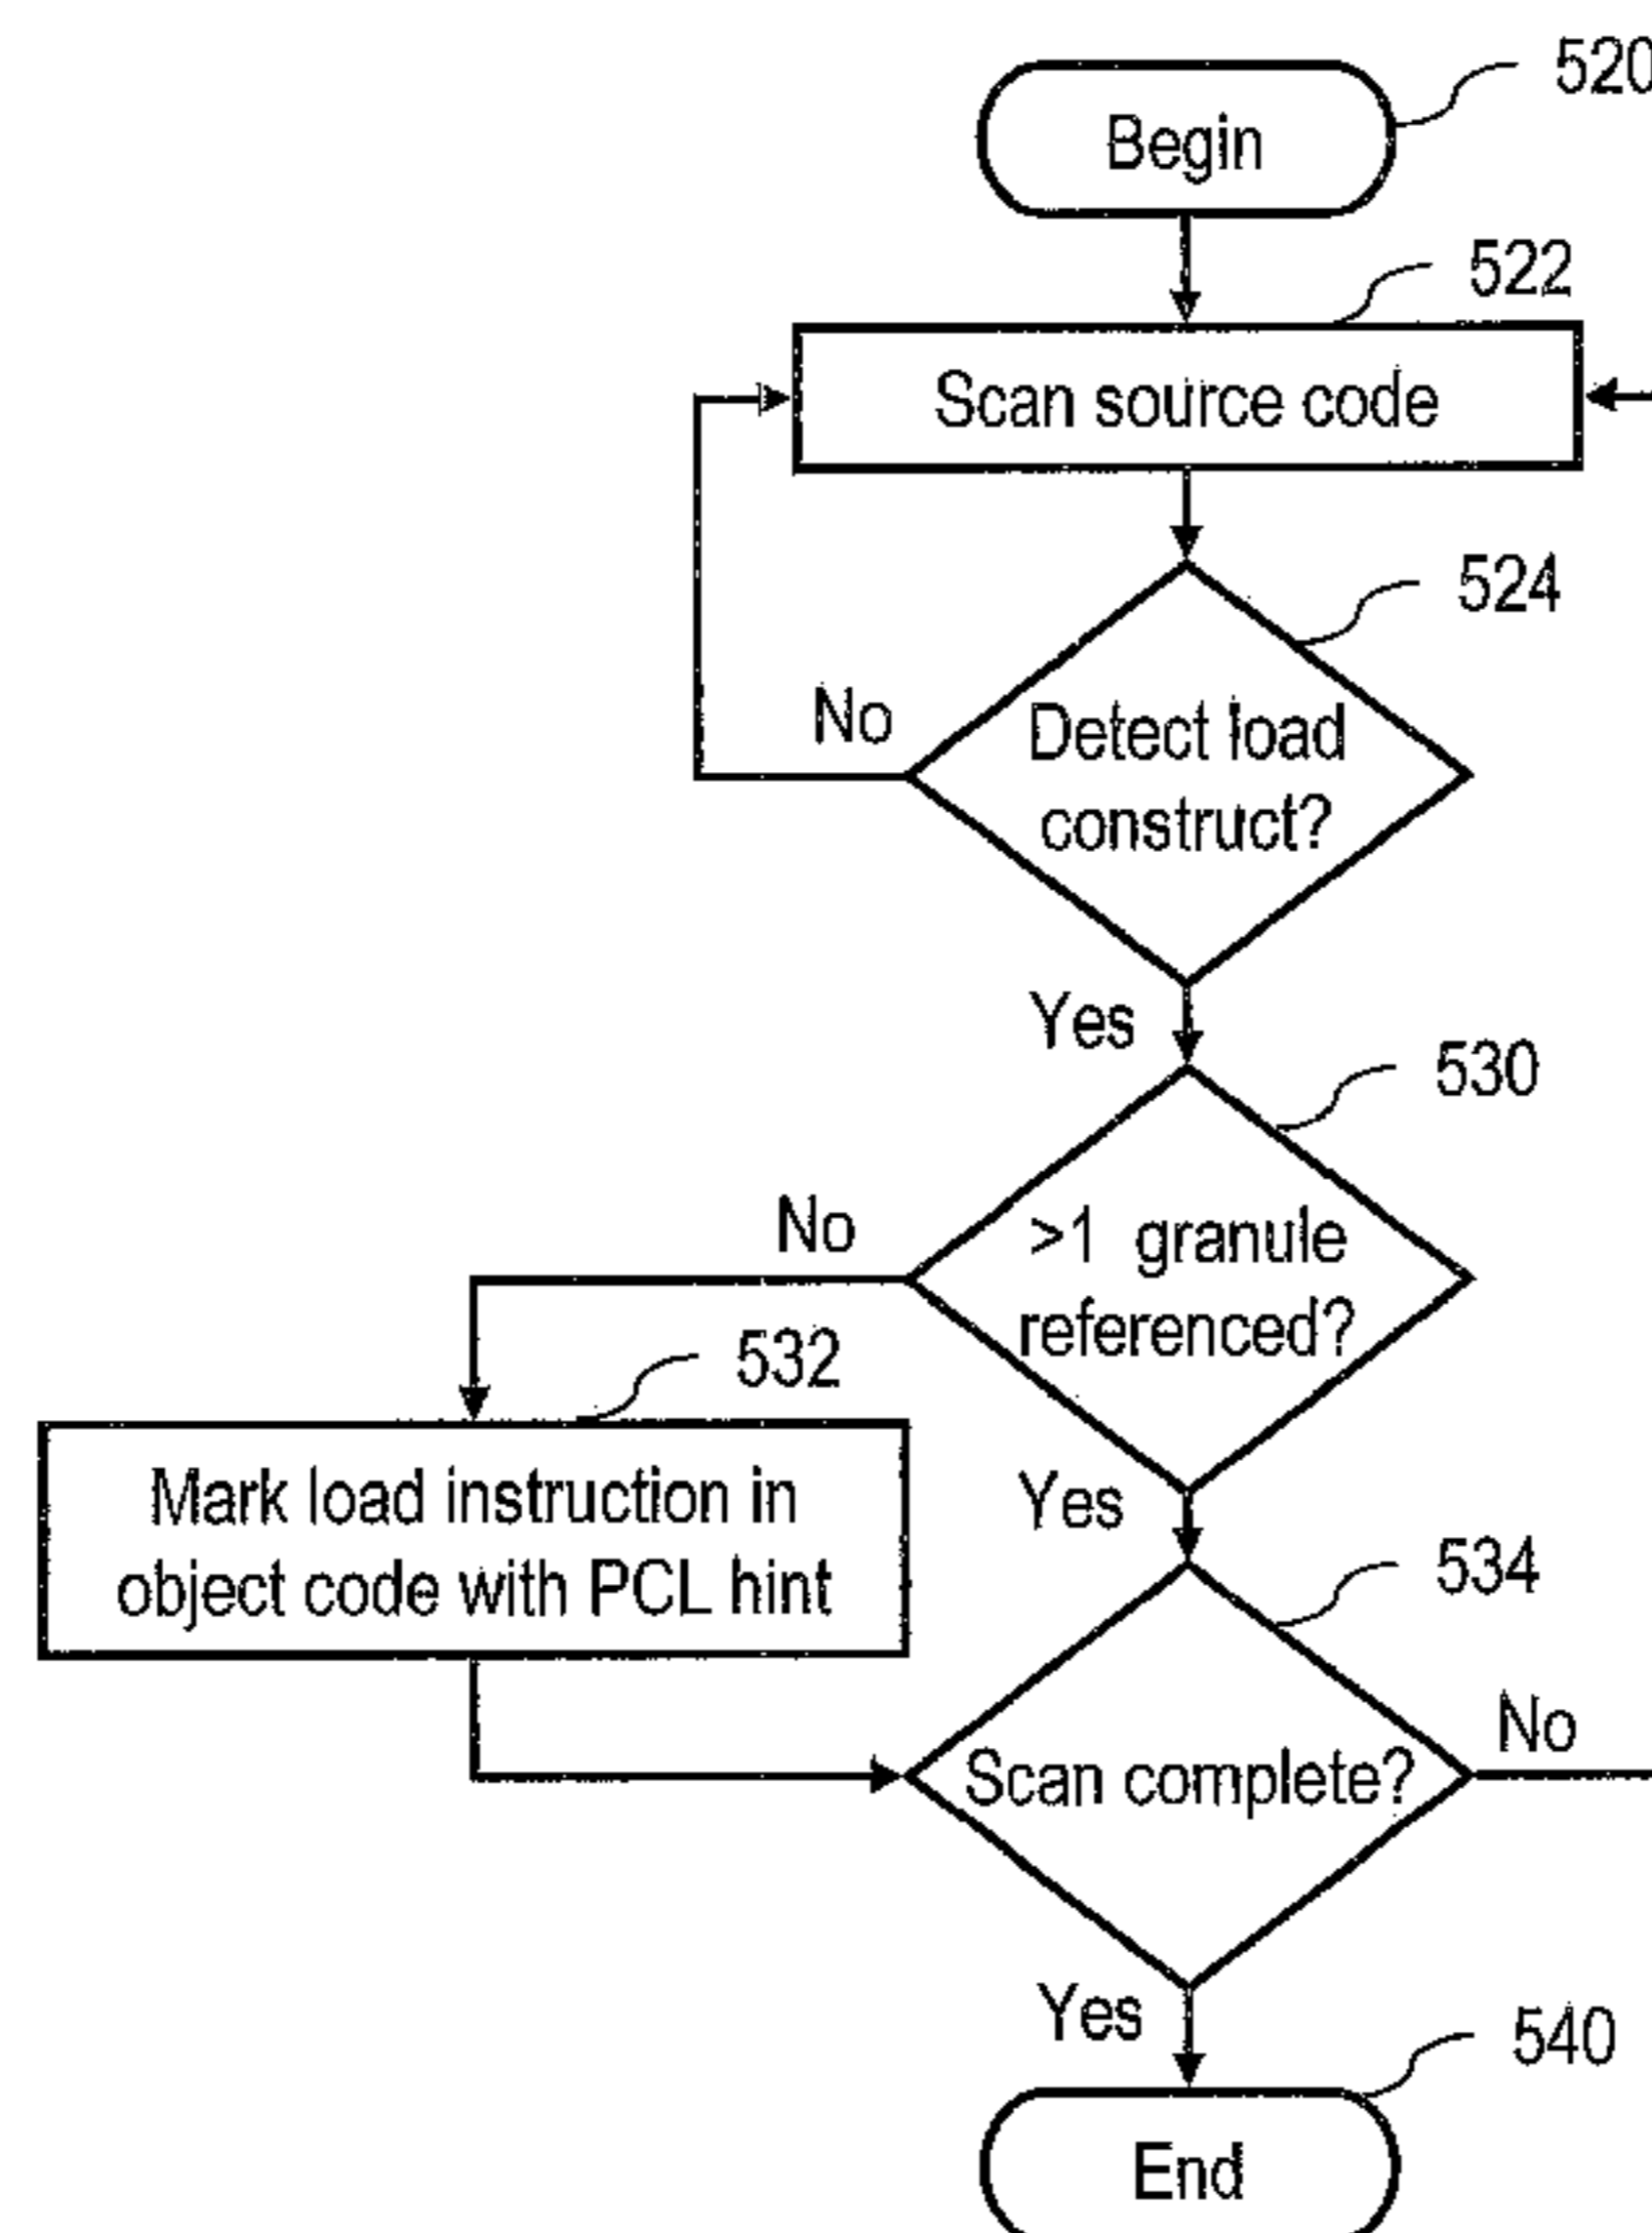 520
Begin
522
Scan source code
524
No
Detect load
construct?
Yes
530
No
>1 granule
referenced?
532
Mark load instruction in
object code with PCL hint
Yes
534
No
Scan complete?
Yes
540
End